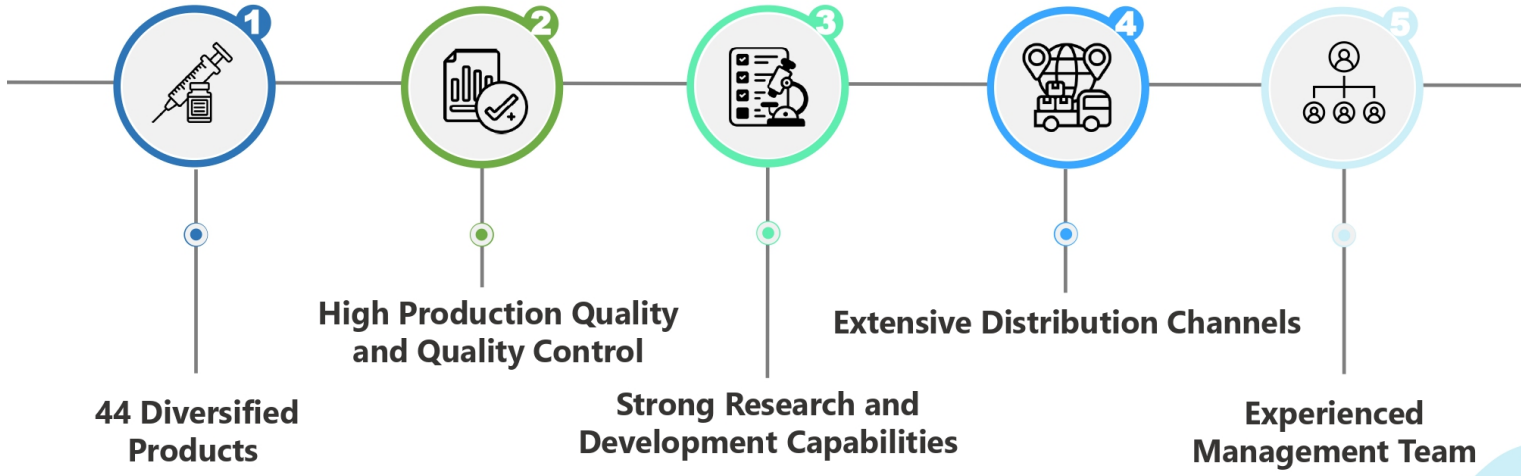 1
44 Diversified
Products
2
High Production Quality
and Quality Control
3
Strong Research and
Development Capabilities
4
Extensive Distribution Channels
5
Experienced
Management Team